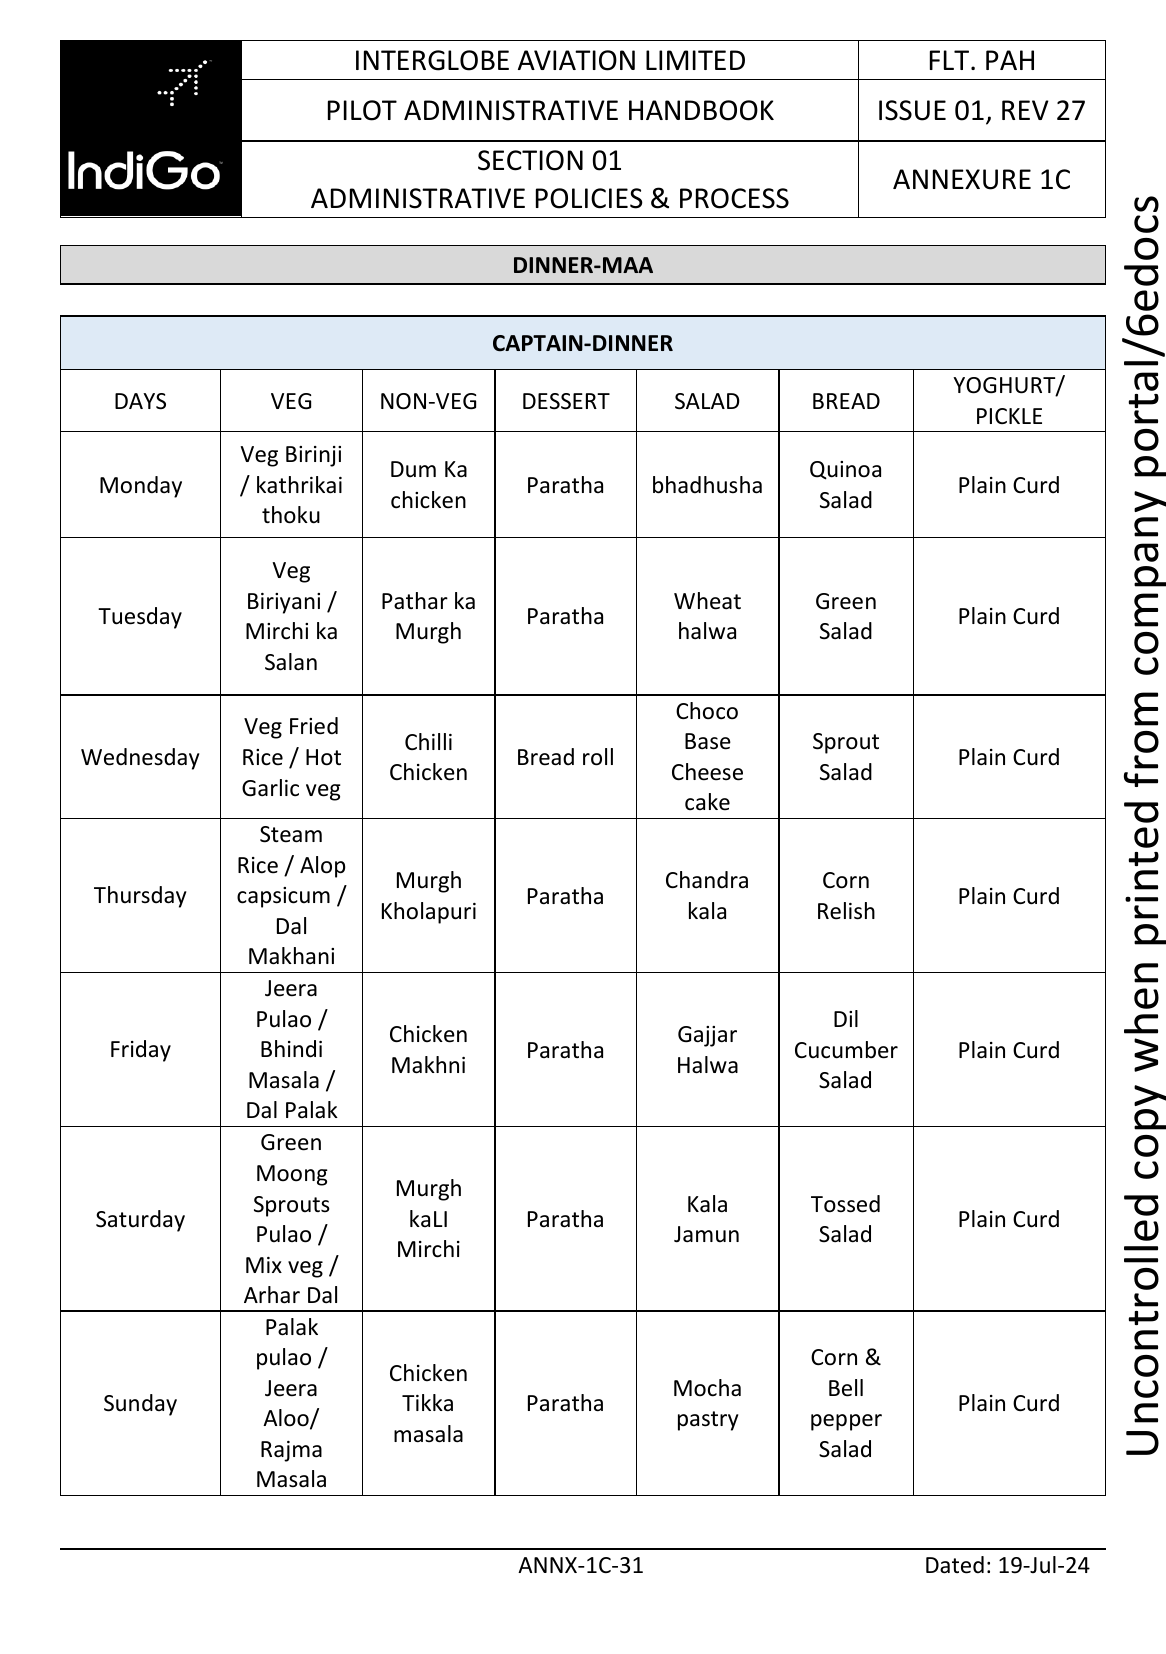 IndiGo
INTERGLOBE AVIATION LIMITED
FLT. PAH
PILOT ADMINISTRATIVE HANDBOOK
ISSUE 01, REV 27
SECTION 01
ADMINISTRATIVE POLICIES & PROCESS
ANNEXURE 1C
DINNER-MAA
CAPTAIN-DINNER
DAYS
VEG
NON-VEG
DESSERT
SALAD
BREAD
YOGHURT/
PICKLE
Monday
Veg Birinji
/ kathrikai
thoku
Dum Ka
chicken
Paratha
bhadhusha
Quinoa
Salad
Plain Curd
Tuesday
Veg
Biriyani /
Mirchi ka
Salan
Pathar ka
Murgh
Paratha
Wheat
halwa
Green
Salad
Plain Curd
Wednesday
Veg Fried
Rice / Hot
Garlic veg
Chilli
Chicken
Bread roll
Choco
Base
Cheese
cake
Sprout
Salad
Plain Curd
Thursday
Steam
Rice / Alop
capsicum /
Dal
Makhani
Murgh
Kholapuri
Paratha
Chandra
kala
Corn
Relish
Plain Curd
Friday
Jeera
Pulao /
Bhindi
Masala /
Dal Palak
Chicken
Makhni
Paratha
Gajjar
Halwa
Dil
Cucumber
Salad
Plain Curd
Saturday
Green
Moong
Sprouts
Pulao /
Mix veg /
Arhar Dal
Murgh
kaLI
Mirchi
Paratha
Kala
Jamun
Tossed
Salad
Plain Curd
Sunday
Palak
pulao /
Jeera
Aloo/
Rajma
Masala
Chicken
Tikka
masala
Paratha
Mocha
pastry
Corn &
Bell
pepper
Salad
Plain Curd
ANNX-1C-31
Dated: 19-Jul-24
Uncontrolled copy when printed from company portal/6edocs